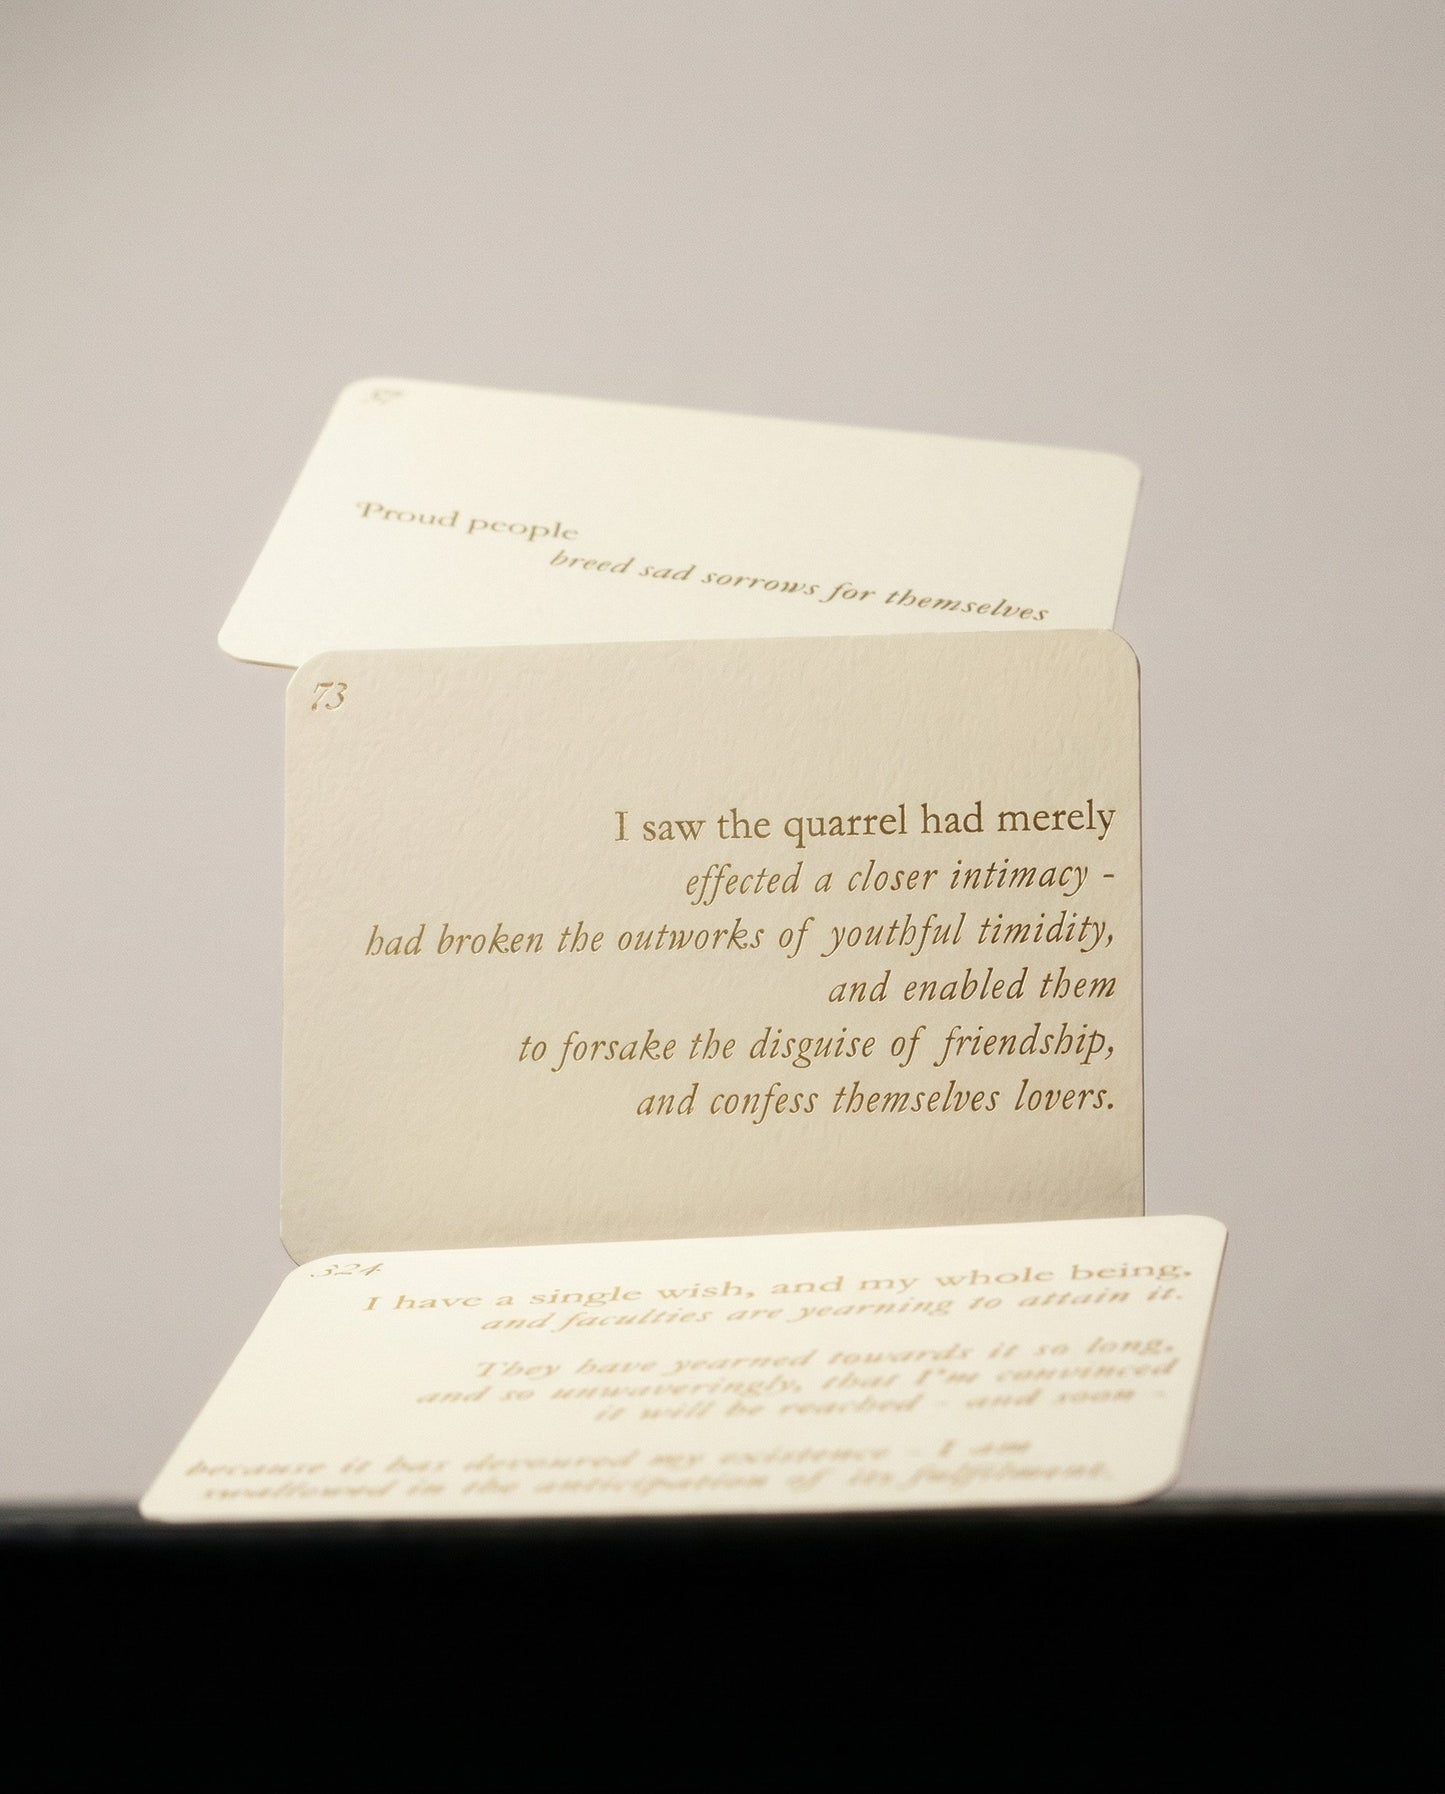 57
Proud people
breed sad sorrows for themselves
73
I saw the quarrel had merely
effected a closer intimacy -
had broken the outworks of youthful timidity,
and enabled them
to forsake the disguise of friendship,
and confess themselves lovers.
324
I have a single wish, and my whole being,
and faculties are yearning to attain it.
They have yearned towards it so long,
and so unwaveringly, that I'm convinced
it will be reached - and soon -
because it has devoured my existence - I am
swallowed in the anticipation of its fulfilment.